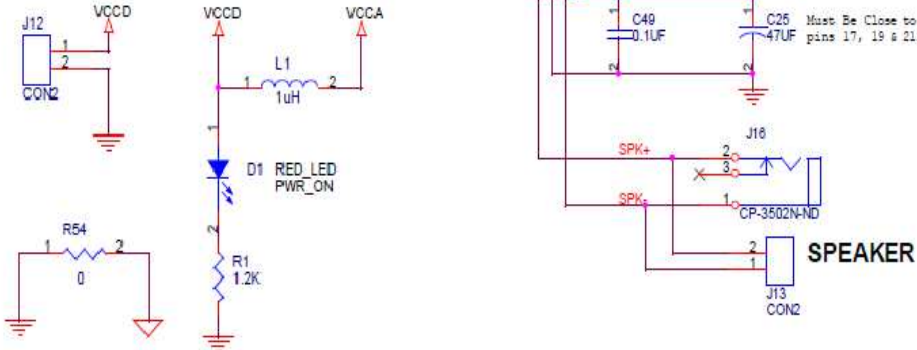 J12
VCCD
1
2
CON2
VCCD
VCCA
L1
1
2
1uH
1
D1 RED_LED
PWR_ON
2
R1
1.2K
R54
1
2
0
C49
0.1UF
2
C25
47UF
2
Must Be Close to
pins 17, 19 & 21
J16
SPK+
2
3
SPK-
1
CP-3502N-ND
2
1
SPEAKER
J13
CON2